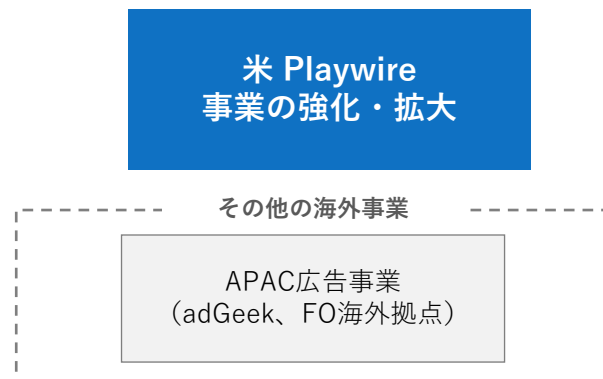 米 Playwire
事業の強化・拡大
その他の海外事業
APAC広告事業
（adGeek、FO海外拠点）